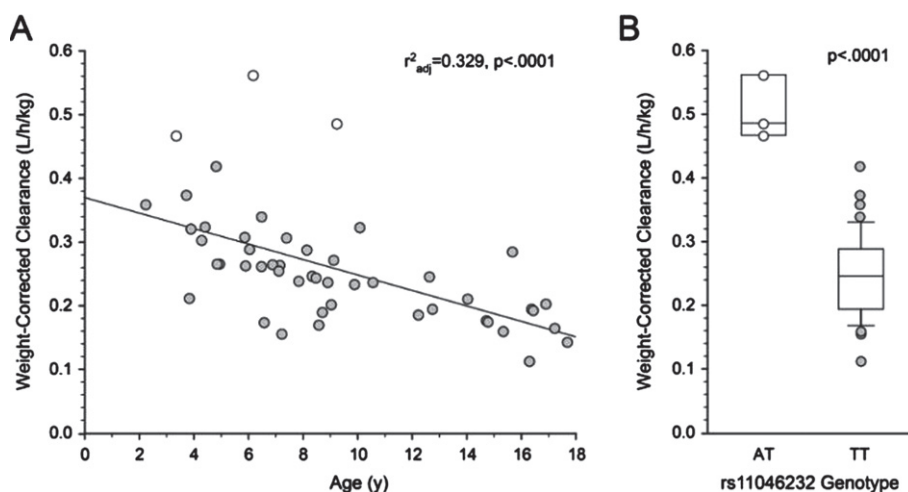 A
r²adj=0.329, p<.0001
Weight-Corrected Clearance (L/h/kg)
0.6
0.5
0.4
0.3
0.2
0.1
0.0
0 2 4 6 8 10 12 14 16 18
Age (y)
B
p<.0001
Weight-Corrected Clearance (L/h/kg)
0.6
0.5
0.4
0.3
0.2
0.1
0.0
AT TT
rs11046232 Genotype